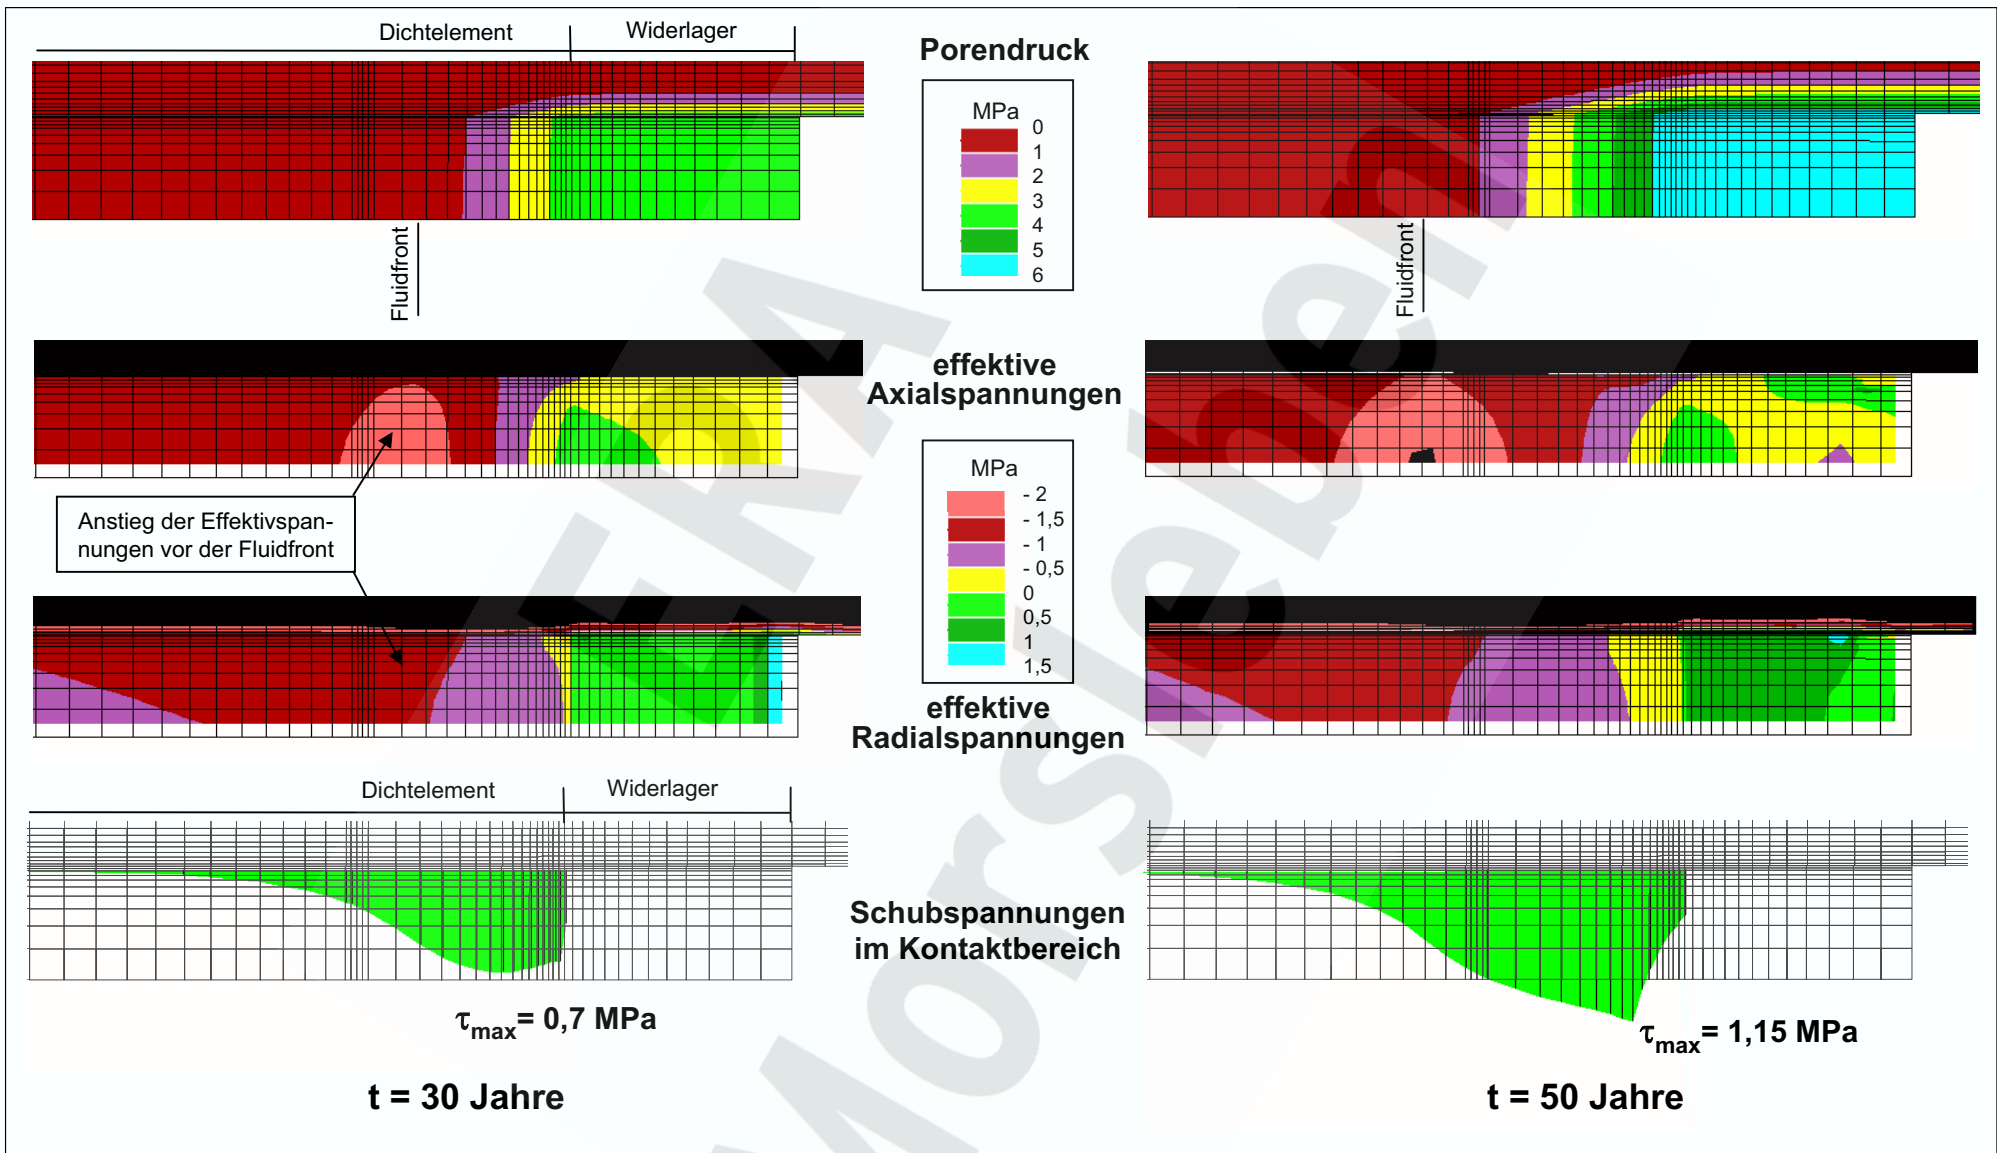 Dichtelement
Widerlager
Porendruck
MPa
0
1
2
3
4
5
6
Fluidfront
Fluidfront
effektive
Axialspannungen
MPa
- 2
- 1,5
- 1
- 0,5
0
0,5
1
1,5
Anstieg der Effektivspan-
nungen vor der Fluidfront
effektive
Radialspannungen
Dichtelement
Widerlager
Schubspannungen
im Kontaktbereich
τmax= 0,7 MPa
τmax= 1,15 MPa
t = 30 Jahre
t = 50 Jahre
ERA
Morsleben